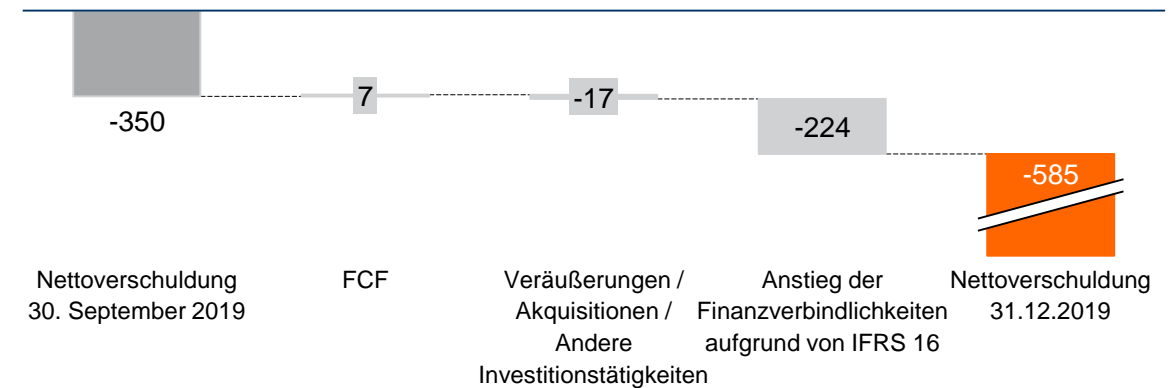 -350
7
-17
-224
-585
Nettoverschuldung
30. September 2019
FCF
Veräußerungen /
Akquisitionen /
Andere
Investitionstätigkeiten
Anstieg der
Finanzverbindlichkeiten
aufgrund von IFRS 16
Nettoverschuldung
31.12.2019